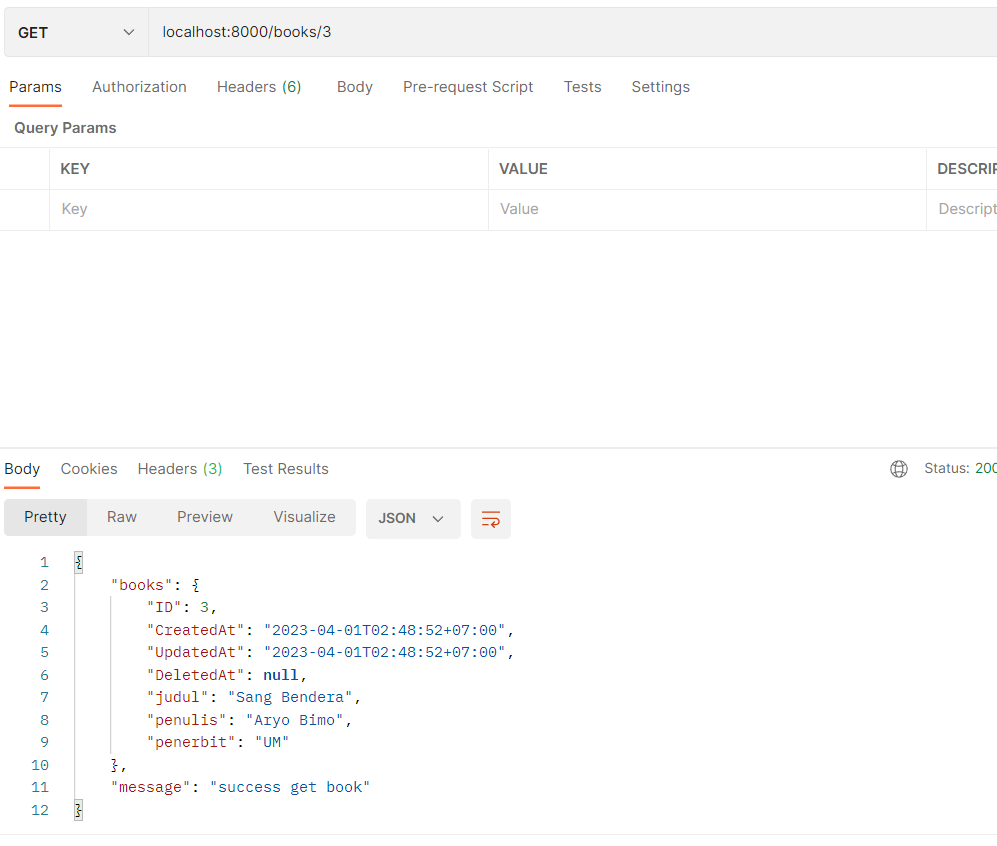 GET localhost:8000/books/3
Params Authorization Headers (6) Body Pre-request Script Tests Settings
Query Params
KEY VALUE DESCRIP
Key Value Descript
Body Cookies Headers (3) Test Results Status: 200
Pretty Raw Preview Visualize JSON
1 {
2 "books": {
3 "ID": 3,
4 "CreatedAt": "2023-04-01T02:48:52+07:00",
5 "UpdatedAt": "2023-04-01T02:48:52+07:00",
6 "DeletedAt": null,
7 "judul": "Sang Bendera",
8 "penulis": "Aryo Bimo",
9 "penerbit": "UM"
10 },
11 "message": "success get book"
12 }